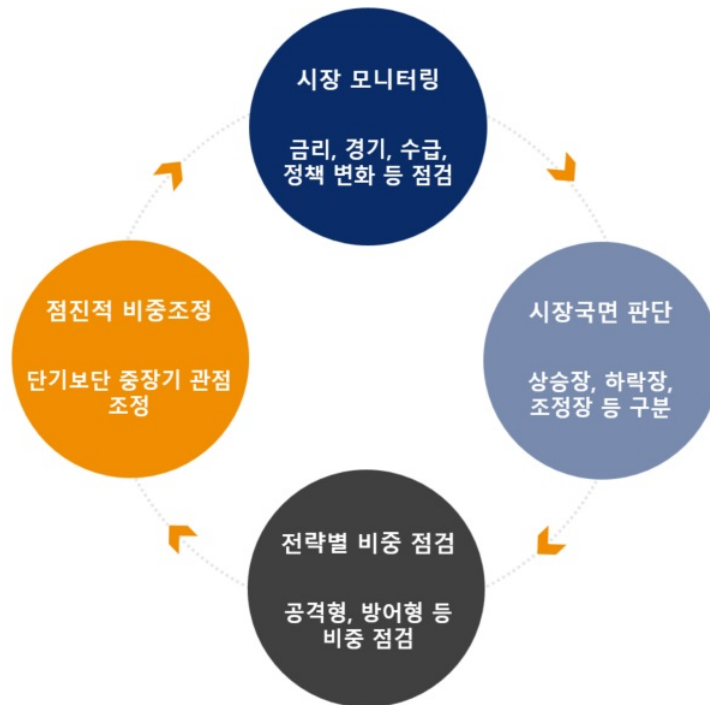 시장 모니터링
금리, 경기, 수급,
정책 변화 등 점검
시장국면 판단
상승장, 하락장,
조정장 등 구분
전략별 비중 점검
공격형, 방어형 등
비중 점검
점진적 비중조정
단기보단 중장기 관점
조정